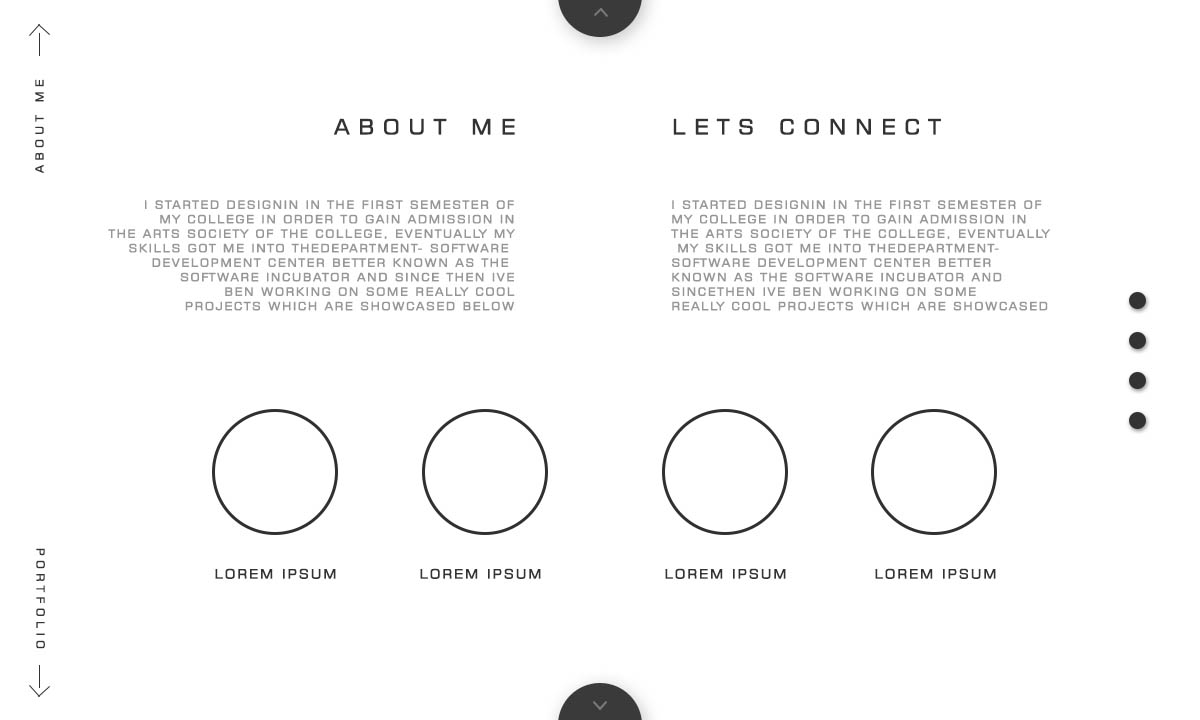 ABOUT ME
ABOUT ME
I STARTED DESIGNIN IN THE FIRST SEMESTER OF
MY COLLEGE IN ORDER TO GAIN ADMISSION IN
THE ARTS SOCIETY OF THE COLLEGE, EVENTUALLY MY
SKILLS GOT ME INTO THEDEPARTMENT- SOFTWARE
DEVELOPMENT CENTER BETTER KNOWN AS THE
SOFTWARE INCUBATOR AND SINCE THEN IVE
BEN WORKING ON SOME REALLY COOL
PROJECTS WHICH ARE SHOWCASED BELOW
LETS CONNECT
I STARTED DESIGNIN IN THE FIRST SEMESTER OF
MY COLLEGE IN ORDER TO GAIN ADMISSION IN
THE ARTS SOCIETY OF THE COLLEGE, EVENTUALLY
MY SKILLS GOT ME INTO THEDEPARTMENT-
SOFTWARE DEVELOPMENT CENTER BETTER
KNOWN AS THE SOFTWARE INCUBATOR AND
SINCETHEN IVE BEN WORKING ON SOME
REALLY COOL PROJECTS WHICH ARE SHOWCASED
LOREM IPSUM
LOREM IPSUM
LOREM IPSUM
LOREM IPSUM
PORTFOLIO